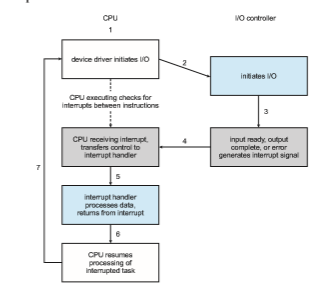 CPU
I/O controller
1
device driver initiates I/O
2
initiates I/O
CPU executing checks for
interrupts between instructions
3
CPU receiving interrupt,
transfers control to
interrupt handler
4
input ready, output
complete, or error
generates interrupt signal
7
5
interrupt handler
processes data,
returns from interrupt
6
CPU resumes
processing of
interrupted task